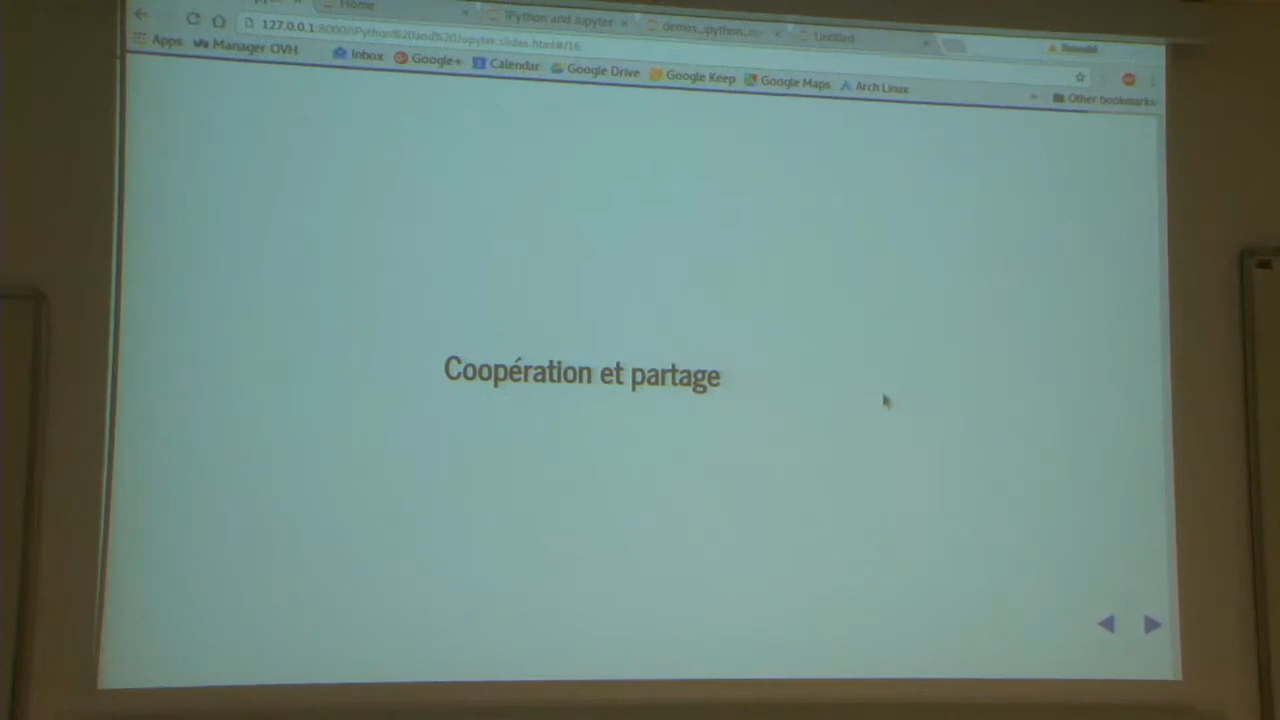 Home
IPython and Jupyter
Untitled
127.0.0.1:8000/IPython%20and%20Jupyter.slides.html#/16
Apps
Manager OVH
Inbox
Google+
Calendar
Google Drive
Google Keep
Google Maps
Arch Linux
Other bookmarks
Coopération et partage